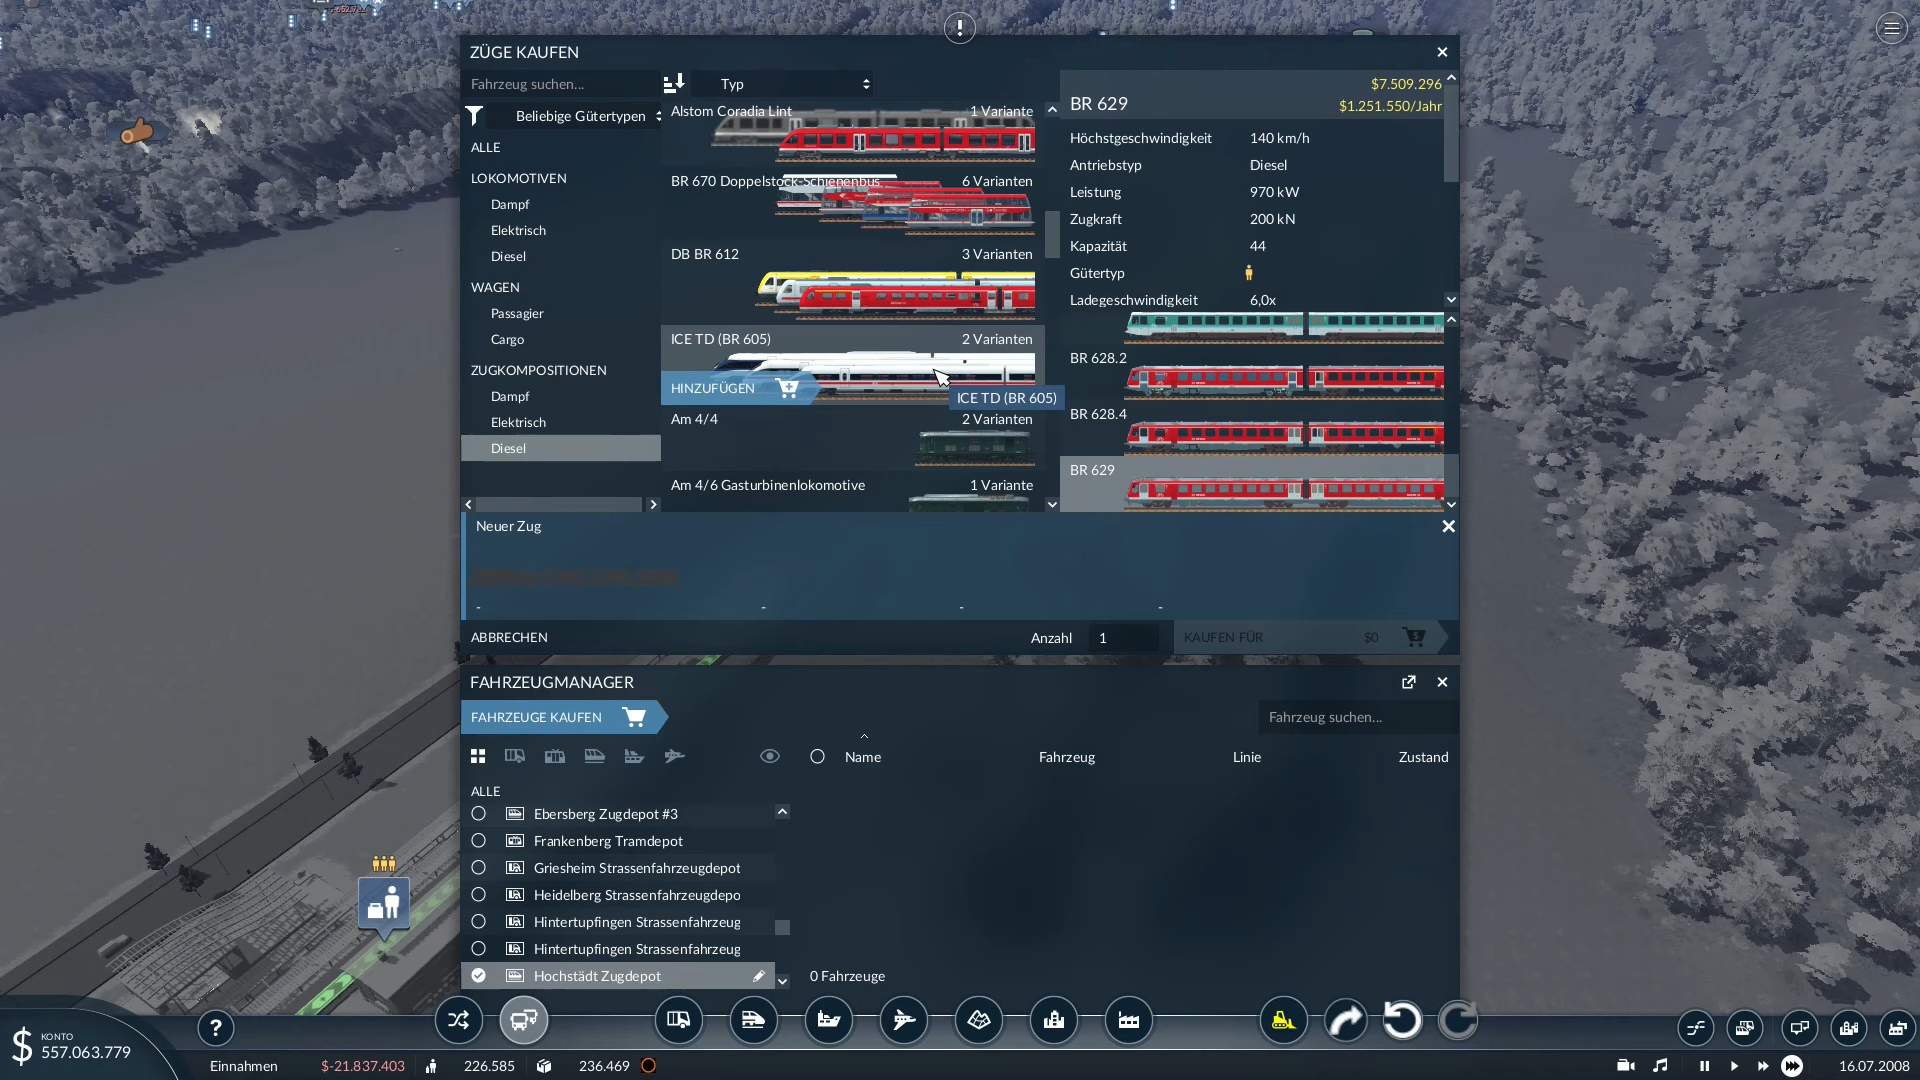 ZÜGE KAUFEN
Fahrzeug suchen...
Typ
Beliebige Gütertypen
ALLE
LOKOMOTIVEN
Dampf
Elektrisch
Diesel
WAGEN
Passagier
Cargo
ZUGKOMPOSITIONEN
Dampf
Elektrisch
Diesel
Alstom Coradia Lint 1 Variante
BR 670 Doppelstock-Schienenbus 6 Varianten
DB BR 612 3 Varianten
ICE TD (BR 605) 2 Varianten
HINZUFÜGEN
ICE TD (BR 605)
Am 4/4 2 Varianten
Am 4/6 Gasturbinenlokomotive 1 Variante
$7.509.296
BR 629 $1.251.550/Jahr
Höchstgeschwindigkeit 140 km/h
Antriebstyp Diesel
Leistung 970 kW
Zugkraft 200 kN
Kapazität 44
Gütertyp
Ladegeschwindigkeit 6,0x
BR 628.2
BR 628.4
BR 629
Neuer Zug
- - - -
ABBRECHEN Anzahl 1 KAUFEN FÜR $0
FAHRZEUGMANAGER
FAHRZEUGE KAUFEN
Fahrzeug suchen...
Name Fahrzeug Linie Zustand
ALLE
Ebersberg Zugdepot #3
Frankenberg Tramdepot
Griesheim Strassenfahrzeugdepot
Heidelberg Strassenfahrzeugdepo
Hintertupfingen Strassenfahrzeug
Hintertupfingen Strassenfahrzeug
Hochstädt Zugdepot
0 Fahrzeuge
KONTO
557.063.779
Einnahmen $-21.837.403 226.585 236.469
16.07.2008